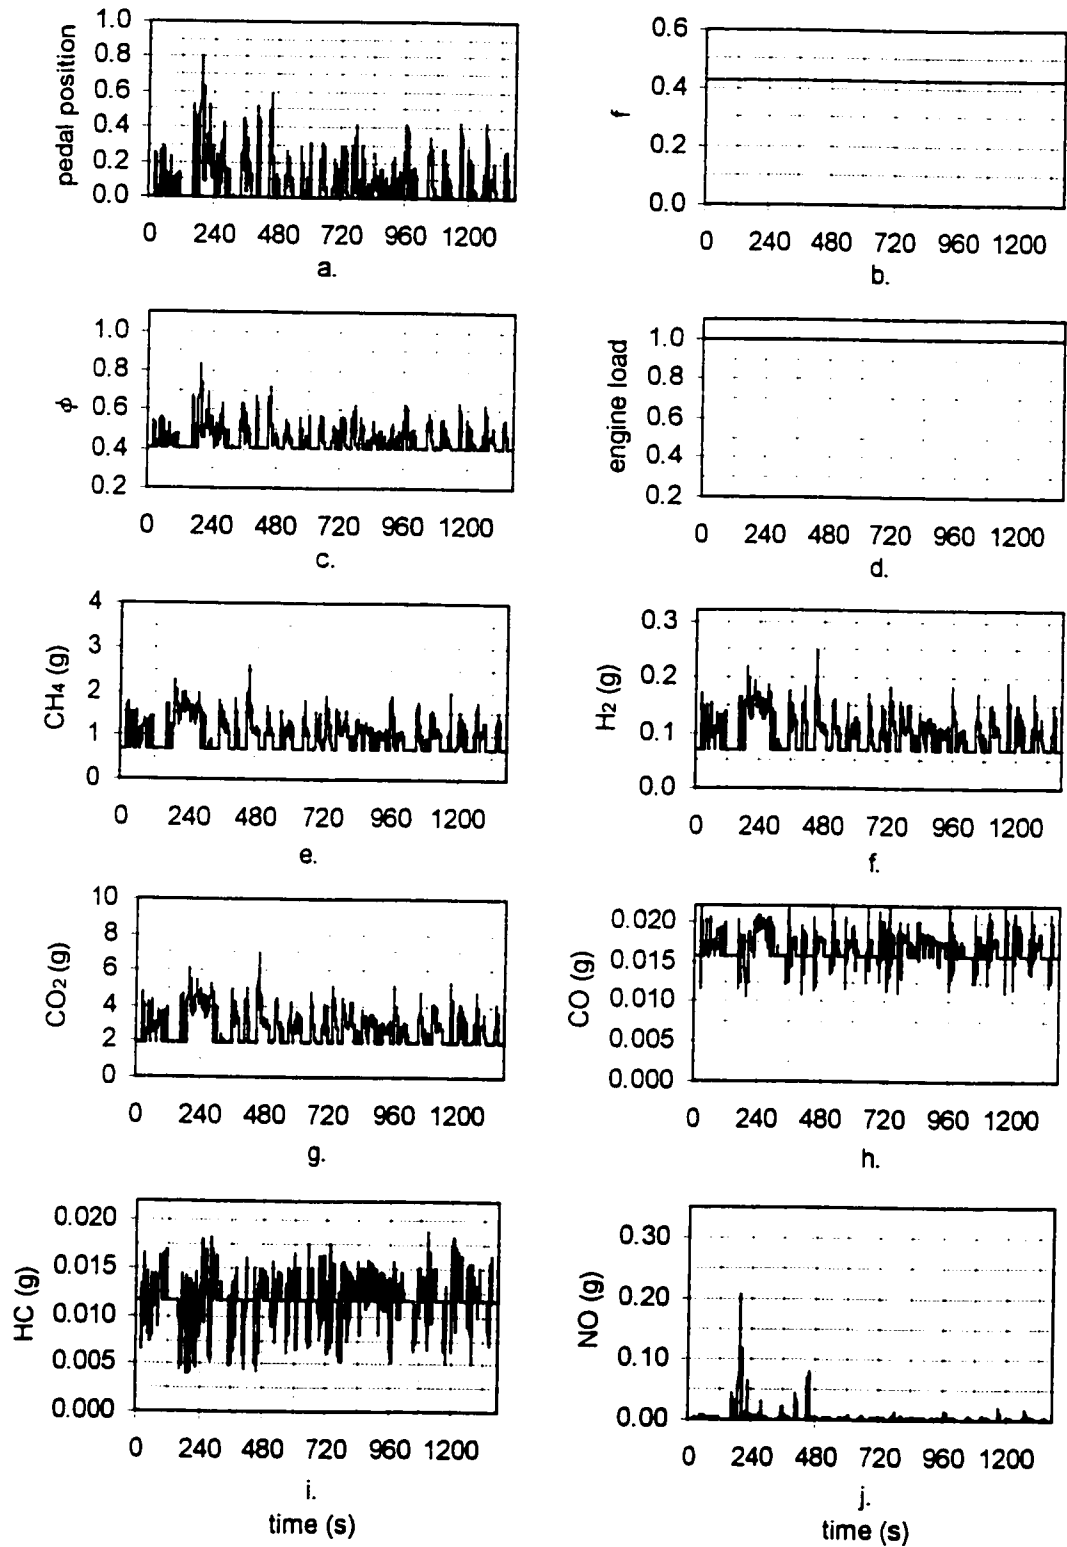 pedal position
1.0
0.8
0.6
0.4
0.2
0.0
0 240 480 720 960 1200
a.
f
0.6
0.4
0.2
0.0
0 240 480 720 960 1200
b.
ϕ
1.0
0.8
0.6
0.4
0.2
0 240 480 720 960 1200
c.
engine load
1.0
0.8
0.6
0.4
0.2
0 240 480 720 960 1200
d.
CH4 (g)
4
3
2
1
0
0 240 480 720 960 1200
e.
H2 (g)
0.3
0.2
0.1
0.0
0 240 480 720 960 1200
f.
CO2 (g)
10
8
6
4
2
0
0 240 480 720 960 1200
g.
CO (g)
0.020
0.015
0.010
0.005
0.000
0 240 480 720 960 1200
h.
HC (g)
0.020
0.015
0.010
0.005
0.000
0 240 480 720 960 1200
i.
time (s)
NO (g)
0.30
0.20
0.10
0.00
0 240 480 720 960 1200
j.
time (s)